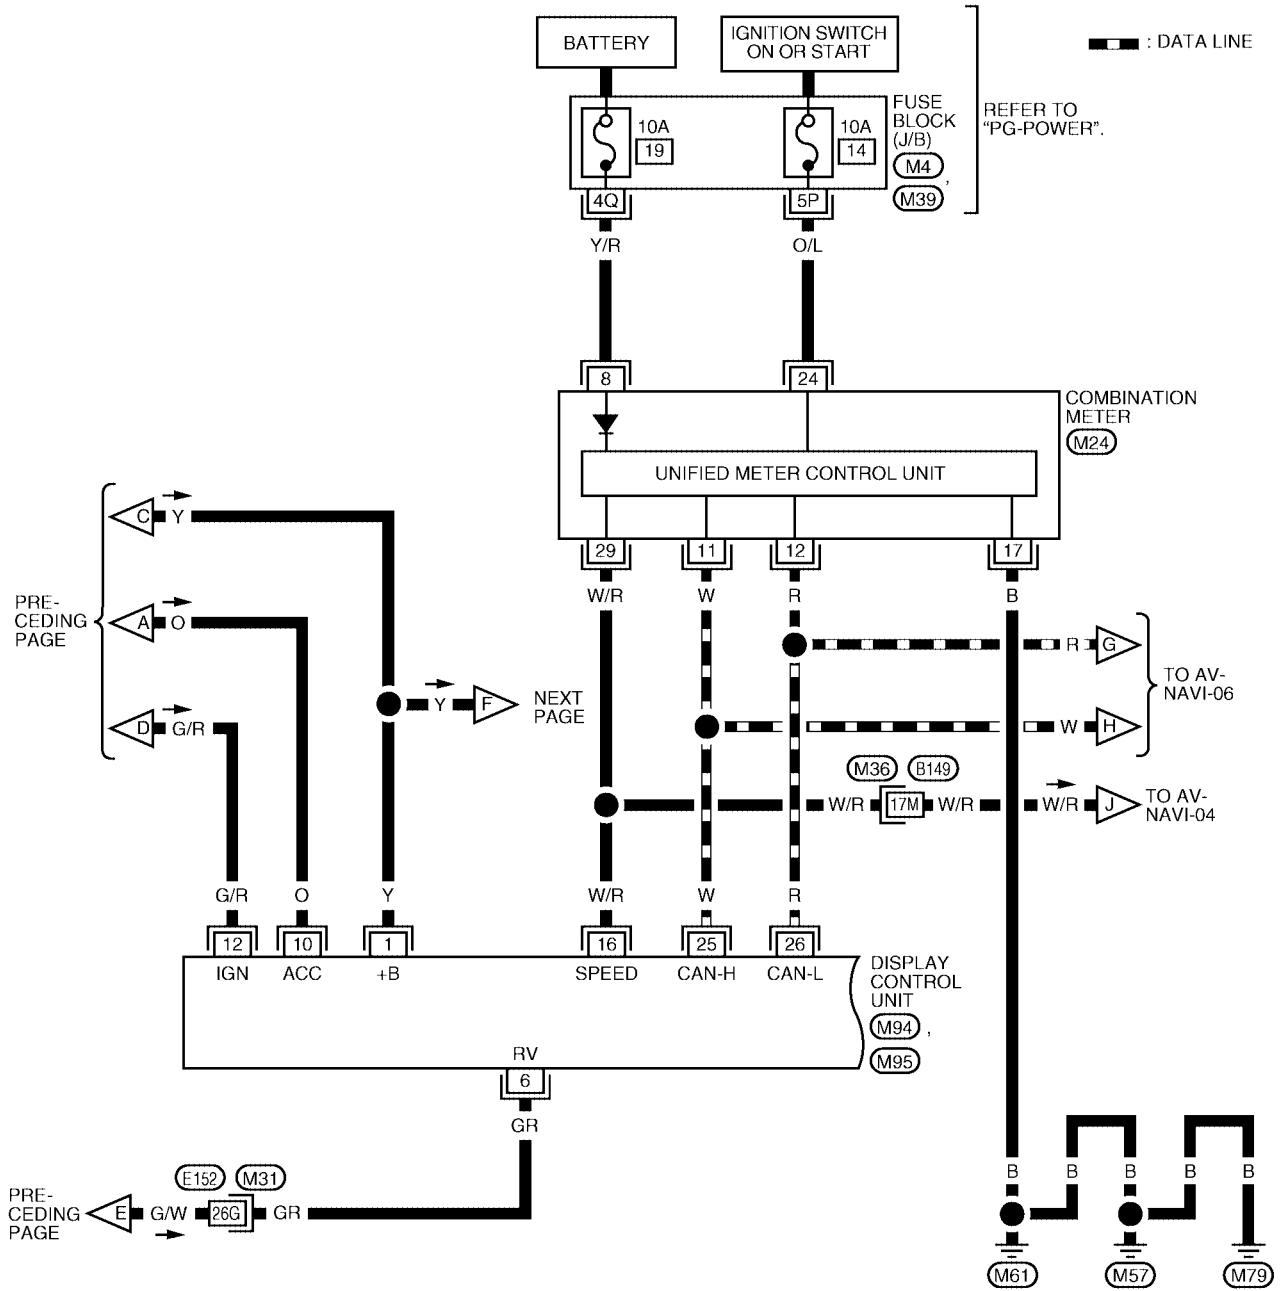 BATTERY
IGNITION SWITCH
ON OR START
: DATA LINE
FUSE
BLOCK
(J/B)
M4 ,
M39
REFER TO
“PG-POWER”.
10A
19
10A
14
4Q
5P
Y/R
O/L
8
24
COMBINATION
METER
M24
UNIFIED METER CONTROL UNIT
29
11
12
17
W/R
W
R
B
PRE-
CEDING
PAGE
C
Y
A
O
D
G/R
Y
F
NEXT
PAGE
R
G
W
H
TO AV-
NAVI-06
M36
B149
W/R
17M
W/R
W/R
J
TO AV-
NAVI-04
G/R
O
Y
W/R
W
R
12
10
1
16
25
26
IGN
ACC
+B
SPEED
CAN-H
CAN-L
DISPLAY
CONTROL
UNIT
M94 ,
M95
RV
6
GR
E152
M31
PRE-
CEDING
PAGE
E
G/W
26G
GR
B
B
B
B
B
M61
M57
M79